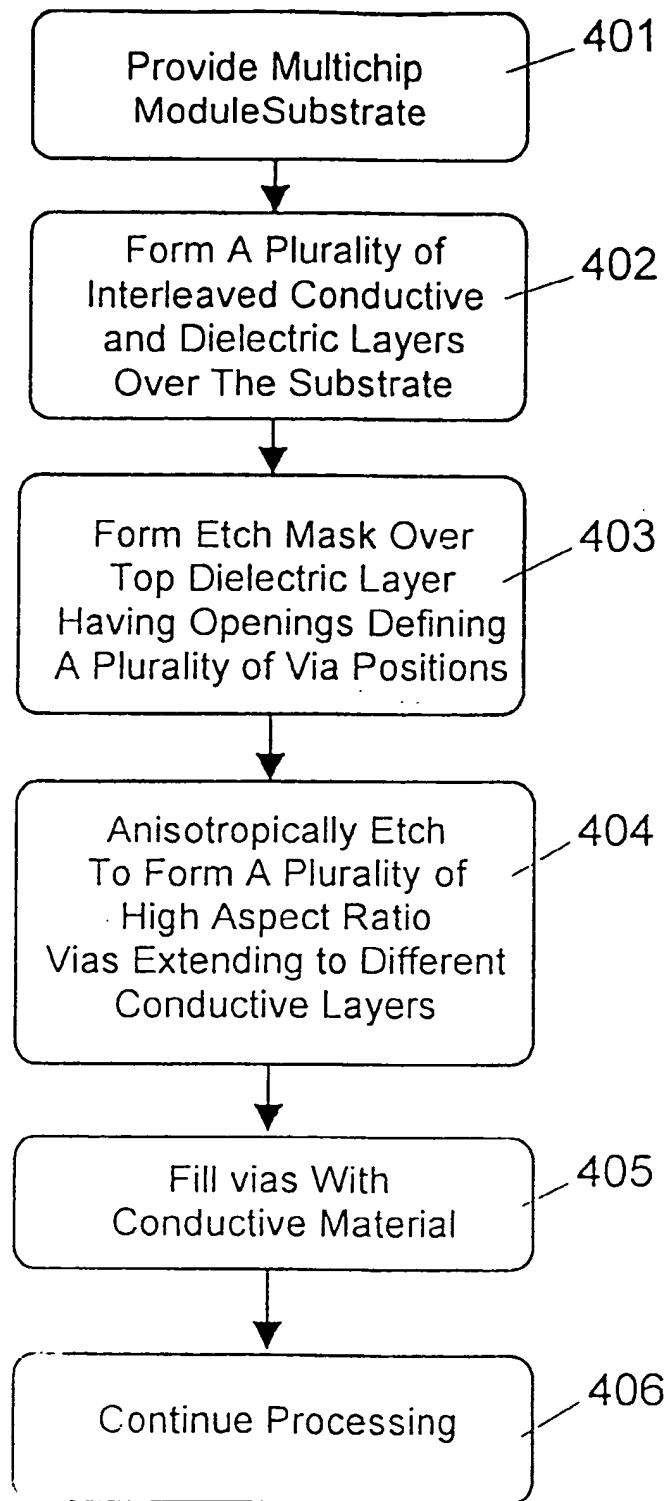 401
Provide Multichip
ModuleSubstrate
402
Form A Plurality of
Interleaved Conductive
and Dielectric Layers
Over The Substrate
403
Form Etch Mask Over
Top Dielectric Layer
Having Openings Defining
A Plurality of Via Positions
404
Anisotropically Etch
To Form A Plurality of
High Aspect Ratio
Vias Extending to Different
Conductive Layers
405
Fill vias With
Conductive Material
406
Continue Processing